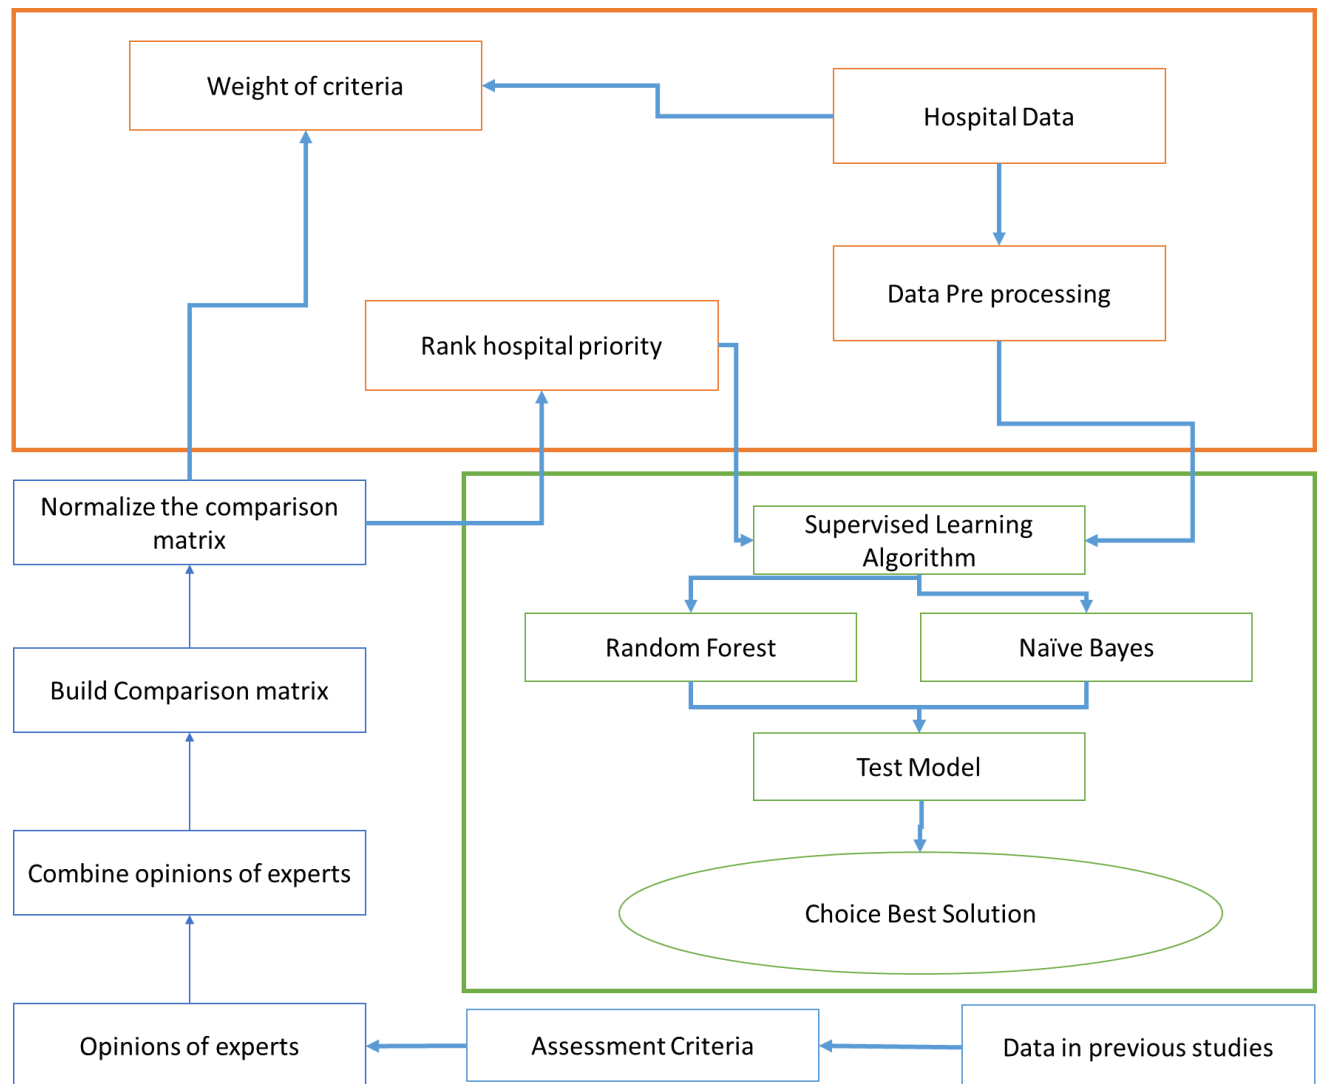 Weight of criteria
Hospital Data
Data Pre processing
Rank hospital priority
Normalize the comparison
matrix
Supervised Learning
Algorithm
Random Forest
Naïve Bayes
Build Comparison matrix
Test Model
Combine opinions of experts
Choice Best Solution
Opinions of experts
Assessment Criteria
Data in previous studies